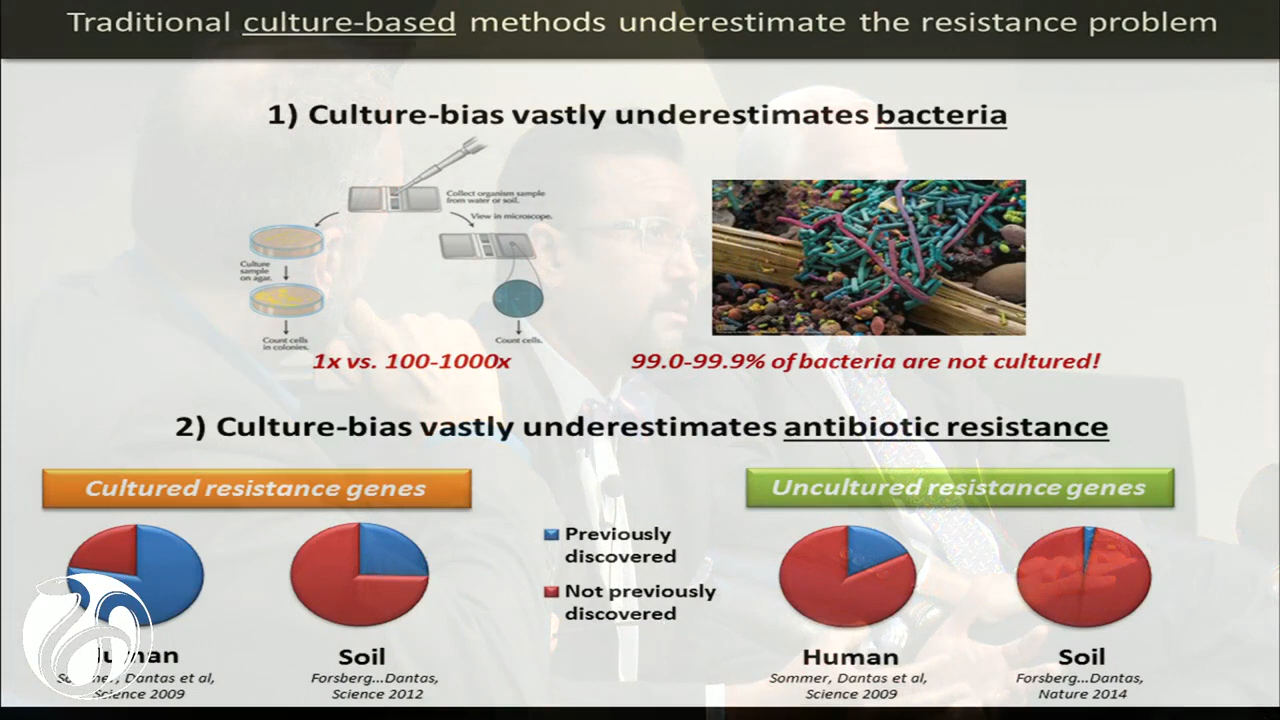 Traditional culture-based methods underestimate the resistance problem
1) Culture-bias vastly underestimates bacteria
Collect organism sample
from water or soil.
View in microscope.
Culture
sample
on agar.
Count cells
in colonies.
Count cells.
1x vs. 100-1000x
99.0-99.9% of bacteria are not cultured!
2) Culture-bias vastly underestimates antibiotic resistance
Cultured resistance genes
Uncultured resistance genes
Previously
discovered
Not previously
discovered
Human
Sommer, Dantas et al,
Science 2009
Soil
Forsberg...Dantas,
Science 2012
Human
Sommer, Dantas et al,
Science 2009
Soil
Forsberg...Dantas,
Nature 2014